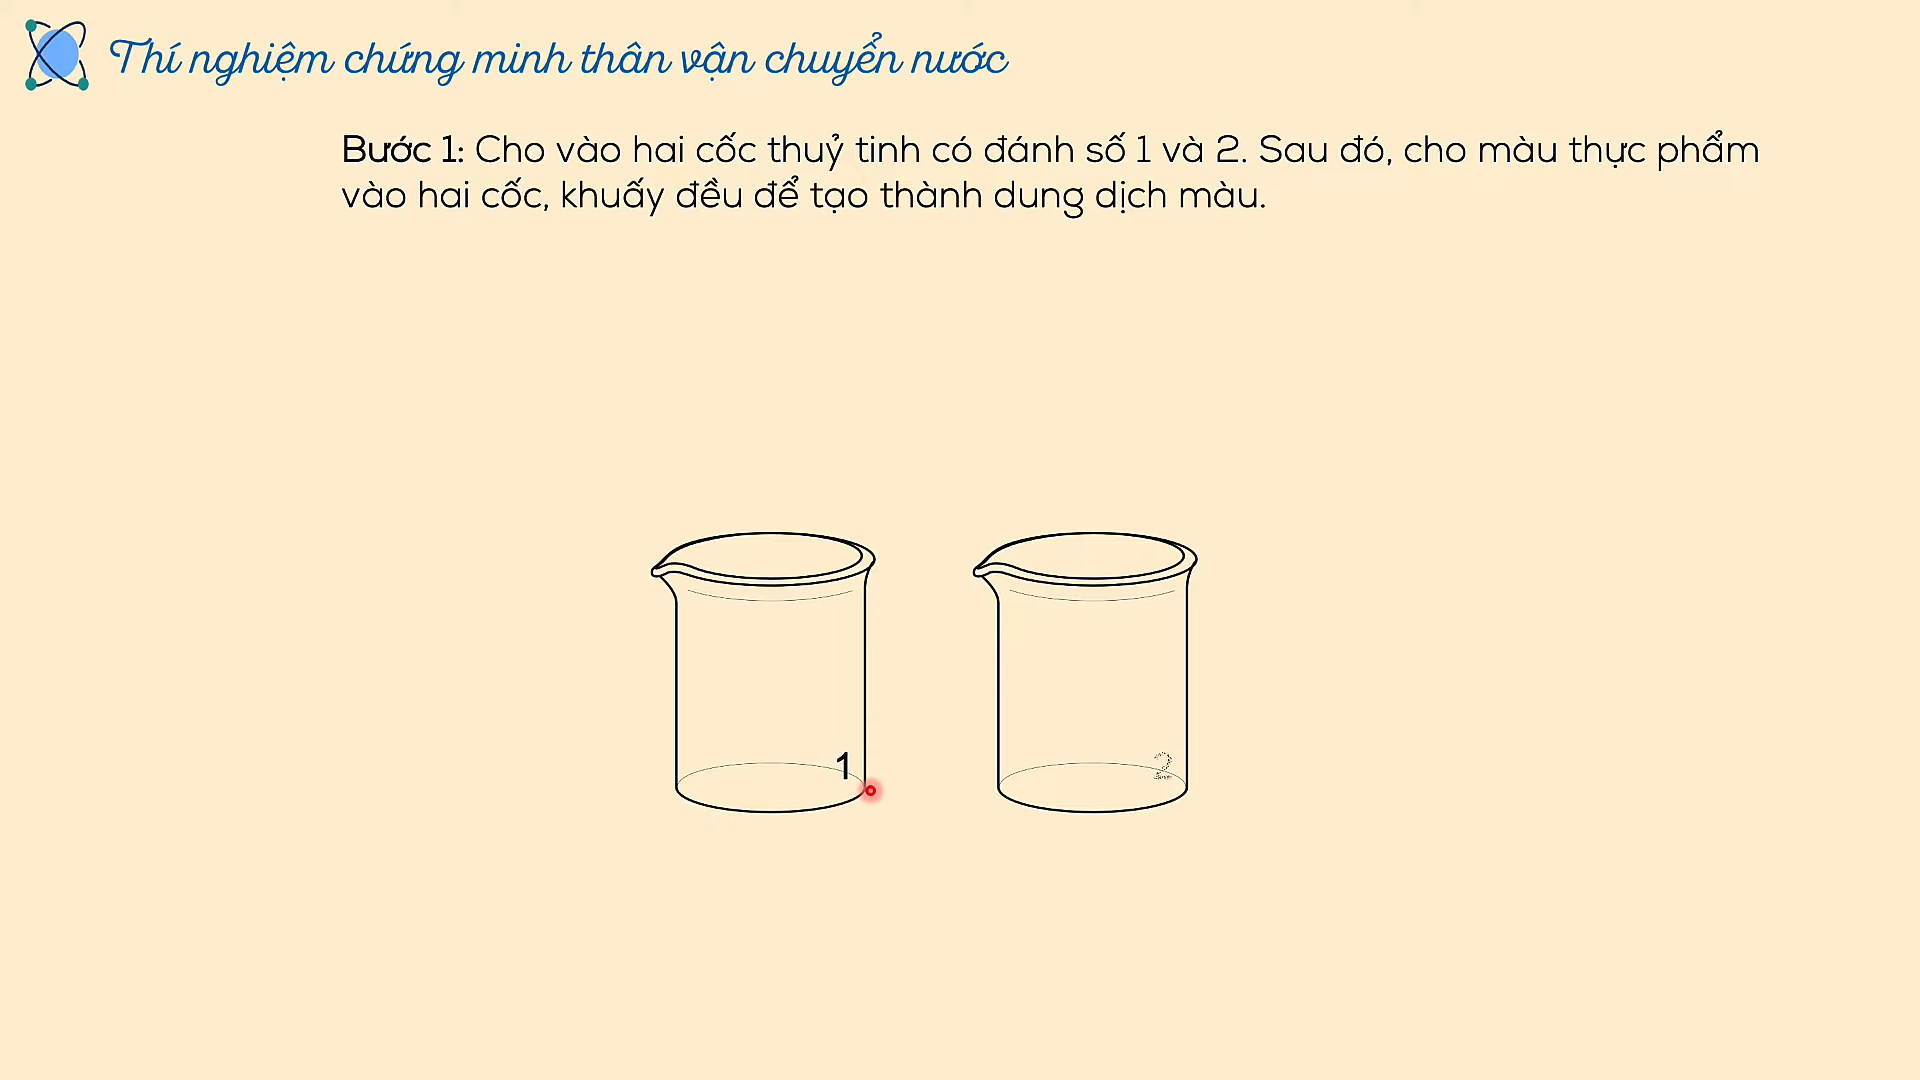 Thí nghiệm chứng minh thân vận chuyển nước
Bước 1: Cho vào hai cốc thuỷ tinh có đánh số 1 và 2. Sau đó, cho màu thực phẩm
vào hai cốc, khuấy đều để tạo thành dung dịch màu.
1
2